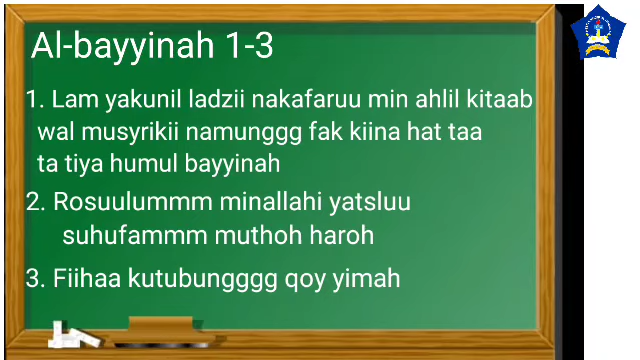 Al-bayyinah 1-3
1. Lam yakunil ladzii nakafaruu min ahlil kitaab
wal musyrikii namunggg fak kiina hat taa
ta tiya humul bayyinah
2. Rosuulummm minallahi yatsluu
suhufammm muthoh haroh
3. Fiihaa kutubungggg qoy yimah